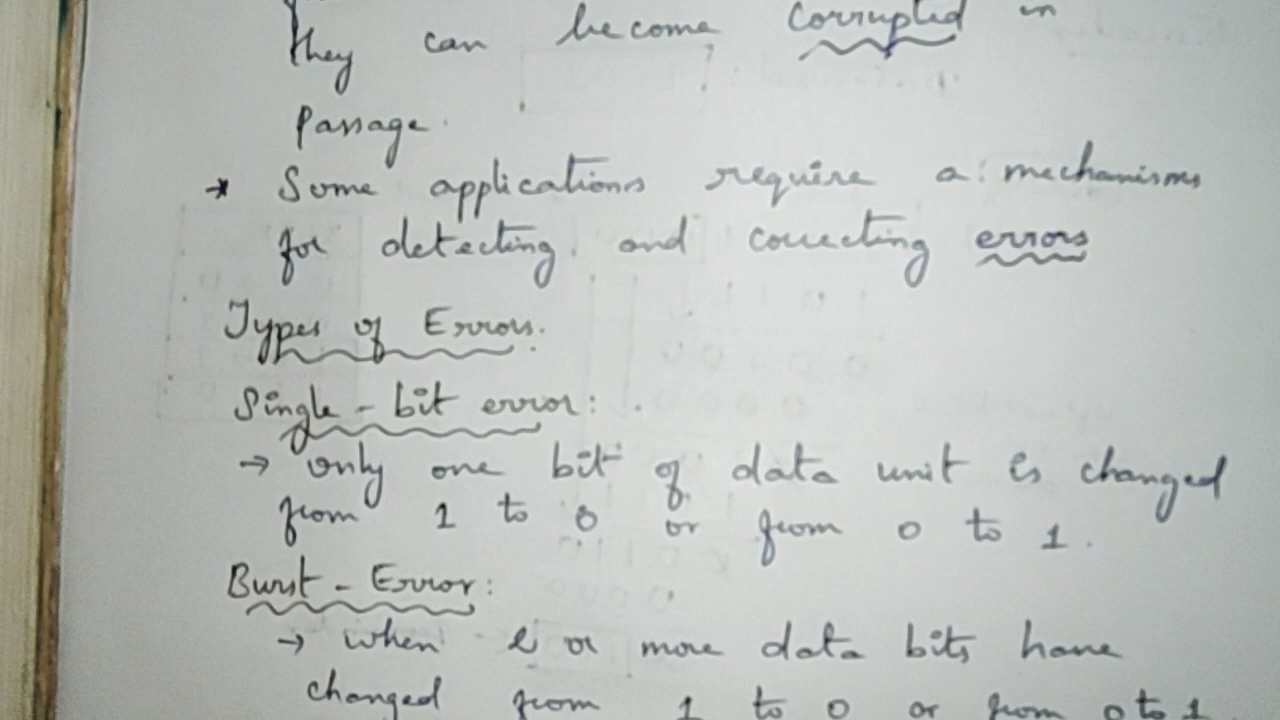 they can become corrupted in
passage.
* Some applications require a mechanisms
for detecting and correcting errors
Types of Errors.
Single - bit error:
→ only one bit of data unit is changed
from 1 to 0 or from 0 to 1.
Burst - Error:
→ when 2 or more data bits have
changed from 1 to 0 or from 0 to 1